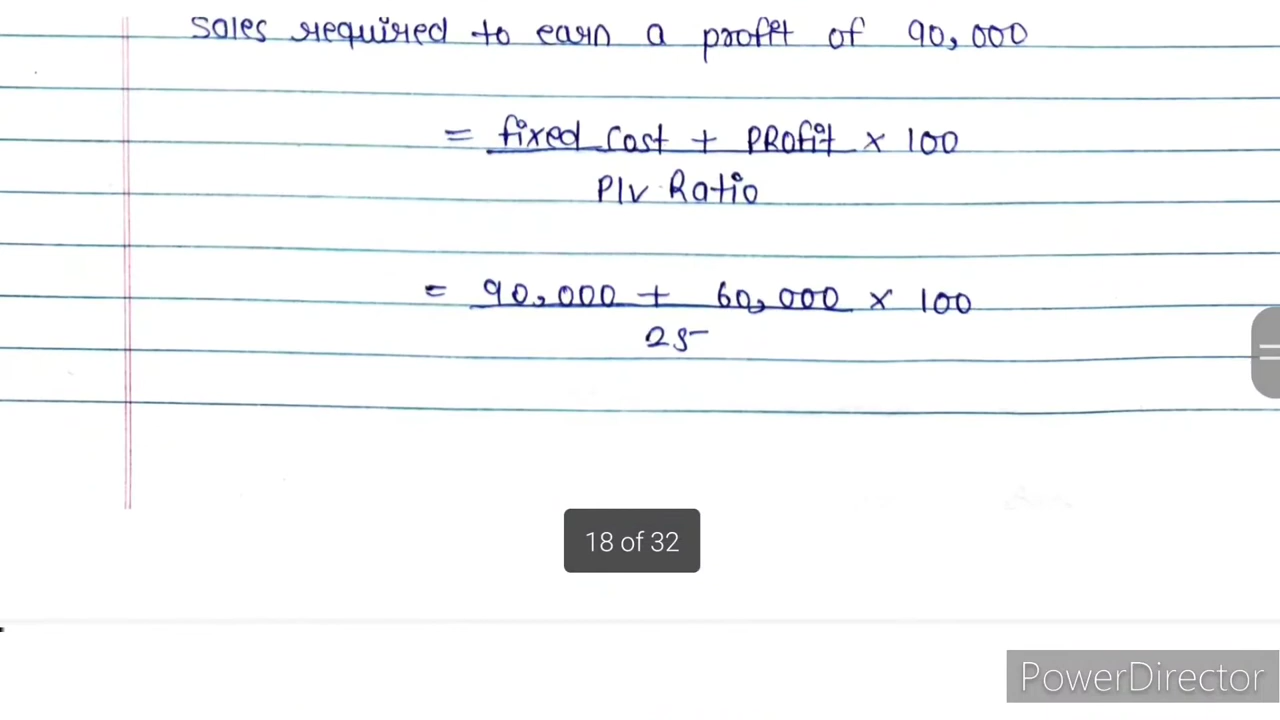 Sales required to earn a profit of 90,000
= fixed cost + PRofit × 100
P/v Ratio
= 90,000 + 60,000 × 100
25
18 of 32
PowerDirector